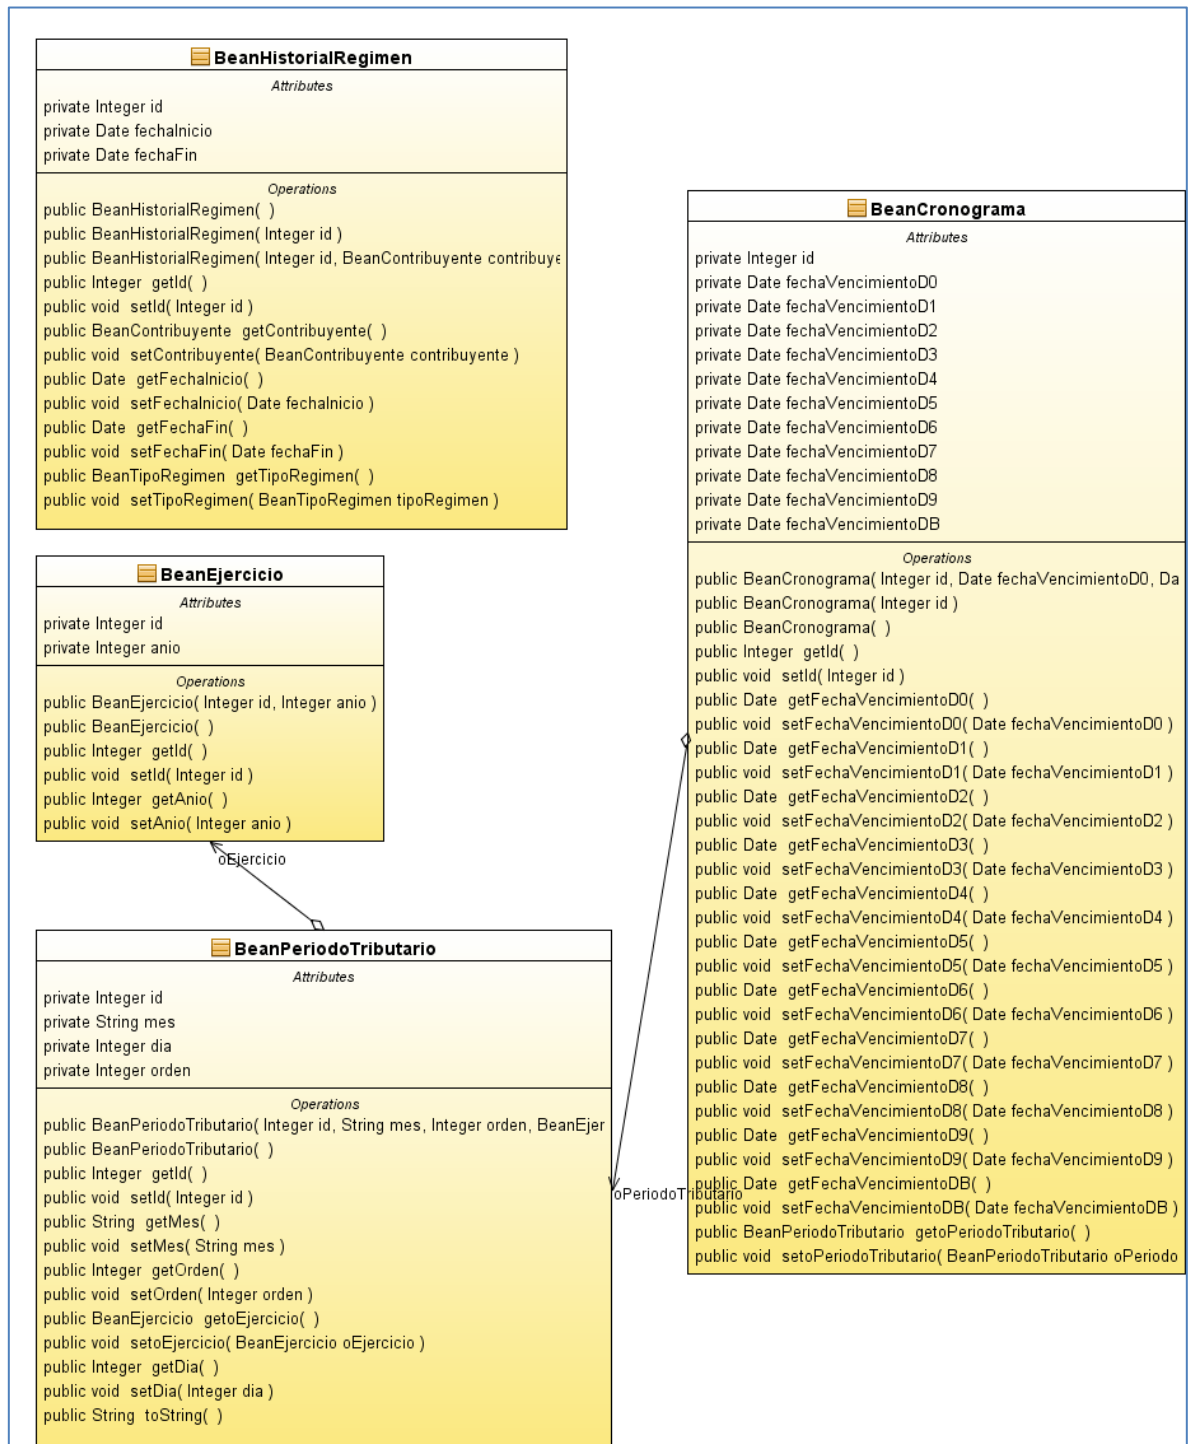 BeanHistorialRegimen
Attributes
private Integer id
private Date fechaInicio
private Date fechaFin
Operations
public BeanHistorialRegimen( )
public BeanHistorialRegimen( Integer id )
public BeanHistorialRegimen( Integer id, BeanContribuyente contribuye
public Integer getId( )
public void setId( Integer id )
public BeanContribuyente getContribuyente( )
public void setContribuyente( BeanContribuyente contribuyente )
public Date getFechaInicio( )
public void setFechaInicio( Date fechaInicio )
public Date getFechaFin( )
public void setFechaFin( Date fechaFin )
public BeanTipoRegimen getTipoRegimen( )
public void setTipoRegimen( BeanTipoRegimen tipoRegimen )
BeanEjercicio
Attributes
private Integer id
private Integer anio
Operations
public BeanEjercicio( Integer id, Integer anio )
public BeanEjercicio( )
public Integer getId( )
public void setId( Integer id )
public Integer getAnio( )
public void setAnio( Integer anio )
oEjercicio
BeanPeriodoTributario
Attributes
private Integer id
private String mes
private Integer dia
private Integer orden
Operations
public BeanPeriodoTributario( Integer id, String mes, Integer orden, BeanEjer
public BeanPeriodoTributario( )
public Integer getId( )
public void setId( Integer id )
public String getMes( )
public void setMes( String mes )
public Integer getOrden( )
public void setOrden( Integer orden )
public BeanEjercicio getoEjercicio( )
public void setoEjercicio( BeanEjercicio oEjercicio )
public Integer getDia( )
public void setDia( Integer dia )
public String toString( )
BeanCronograma
Attributes
private Integer id
private Date fechaVencimientoD0
private Date fechaVencimientoD1
private Date fechaVencimientoD2
private Date fechaVencimientoD3
private Date fechaVencimientoD4
private Date fechaVencimientoD5
private Date fechaVencimientoD6
private Date fechaVencimientoD7
private Date fechaVencimientoD8
private Date fechaVencimientoD9
private Date fechaVencimientoDB
Operations
public BeanCronograma( Integer id, Date fechaVencimientoD0, Da
public BeanCronograma( Integer id )
public BeanCronograma( )
public Integer getId( )
public void setId( Integer id )
public Date getFechaVencimientoD0( )
public void setFechaVencimientoD0( Date fechaVencimientoD0 )
public Date getFechaVencimientoD1( )
public void setFechaVencimientoD1( Date fechaVencimientoD1 )
public Date getFechaVencimientoD2( )
public void setFechaVencimientoD2( Date fechaVencimientoD2 )
public Date getFechaVencimientoD3( )
public void setFechaVencimientoD3( Date fechaVencimientoD3 )
public Date getFechaVencimientoD4( )
public void setFechaVencimientoD4( Date fechaVencimientoD4 )
public Date getFechaVencimientoD5( )
public void setFechaVencimientoD5( Date fechaVencimientoD5 )
public Date getFechaVencimientoD6( )
public void setFechaVencimientoD6( Date fechaVencimientoD6 )
public Date getFechaVencimientoD7( )
public void setFechaVencimientoD7( Date fechaVencimientoD7 )
public Date getFechaVencimientoD8( )
public void setFechaVencimientoD8( Date fechaVencimientoD8 )
public Date getFechaVencimientoD9( )
public void setFechaVencimientoD9( Date fechaVencimientoD9 )
public Date getFechaVencimientoDB( )
public void setFechaVencimientoDB( Date fechaVencimientoDB )
public BeanPeriodoTributario getoPeriodoTributario( )
public void setoPeriodoTributario( BeanPeriodoTributario oPeriodo
oPeriodoTributario